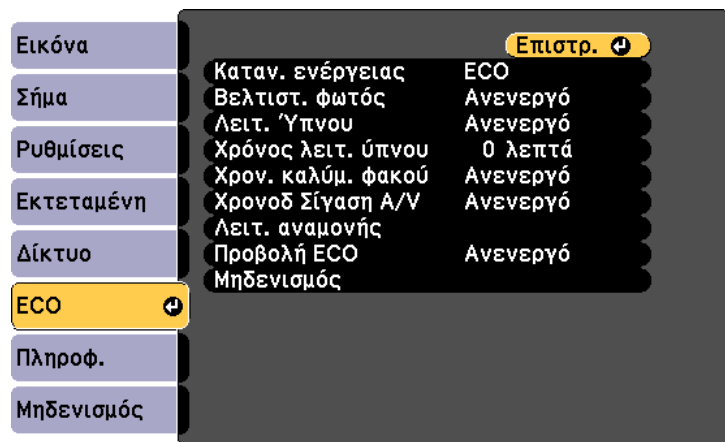 Εικόνα
Σήμα
Ρυθμίσεις
Εκτεταμένη
Δίκτυο
ECO
Πληροφ.
Μηδενισμός
Επιστρ.
Καταν. ενέργειας ECO
Βελτιστ. φωτός Ανενεργό
Λειτ. Ύπνου Ανενεργό
Χρόνος λειτ. ύπνου 0 λεπτά
Χρον. καλύμ. φακού Ανενεργό
Χρονοδ Σίγαση A/V Ανενεργό
Λειτ. αναμονής
Προβολή ECO Ανενεργό
Μηδενισμός